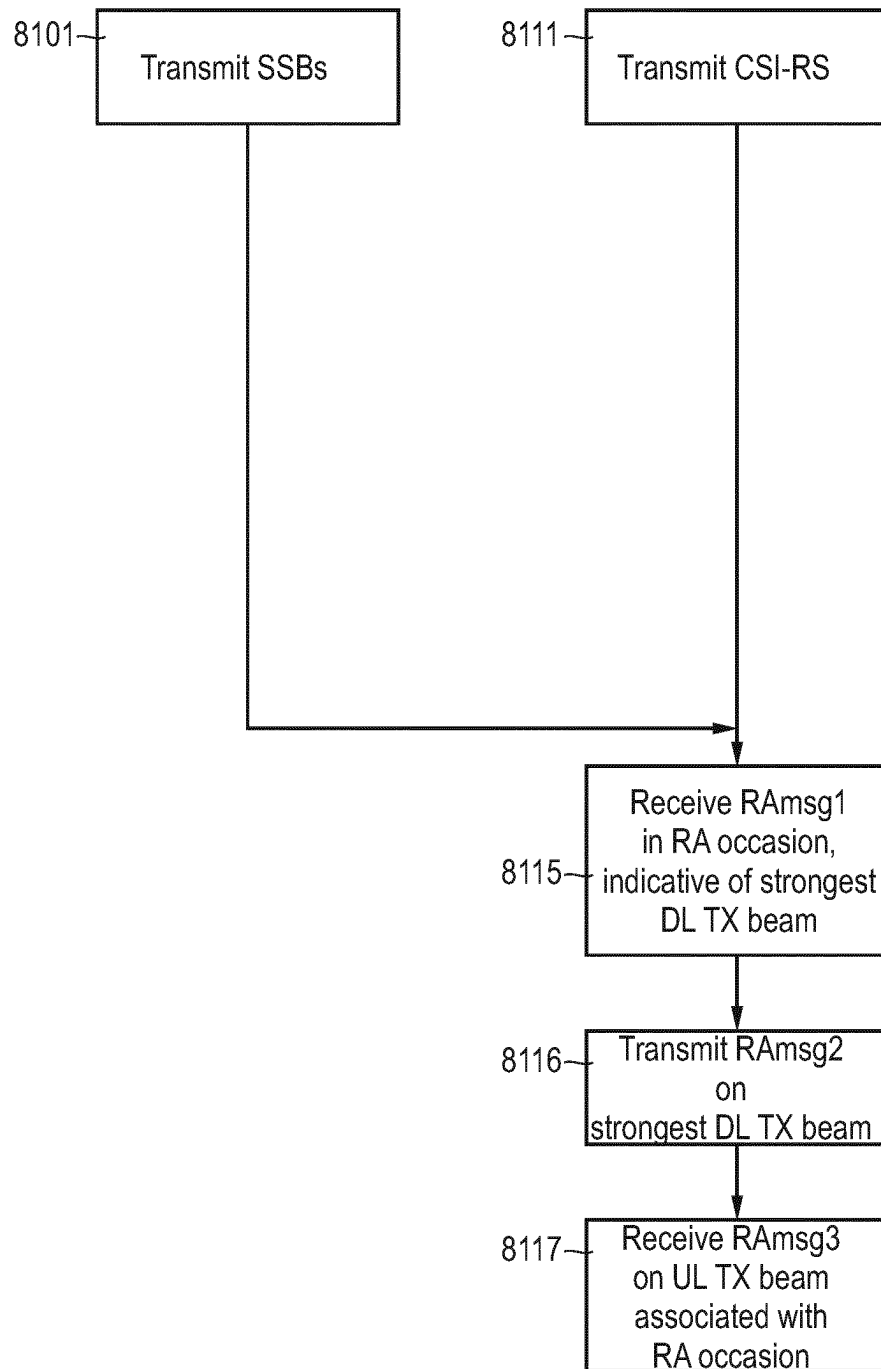 8101
Transmit SSBs
8111
Transmit CSI-RS
8115
Receive RAmsg1
in RA occasion,
indicative of strongest
DL TX beam
8116
Transmit RAmsg2
on
strongest DL TX beam
8117
Receive RAmsg3
on UL TX beam
associated with
RA occasion